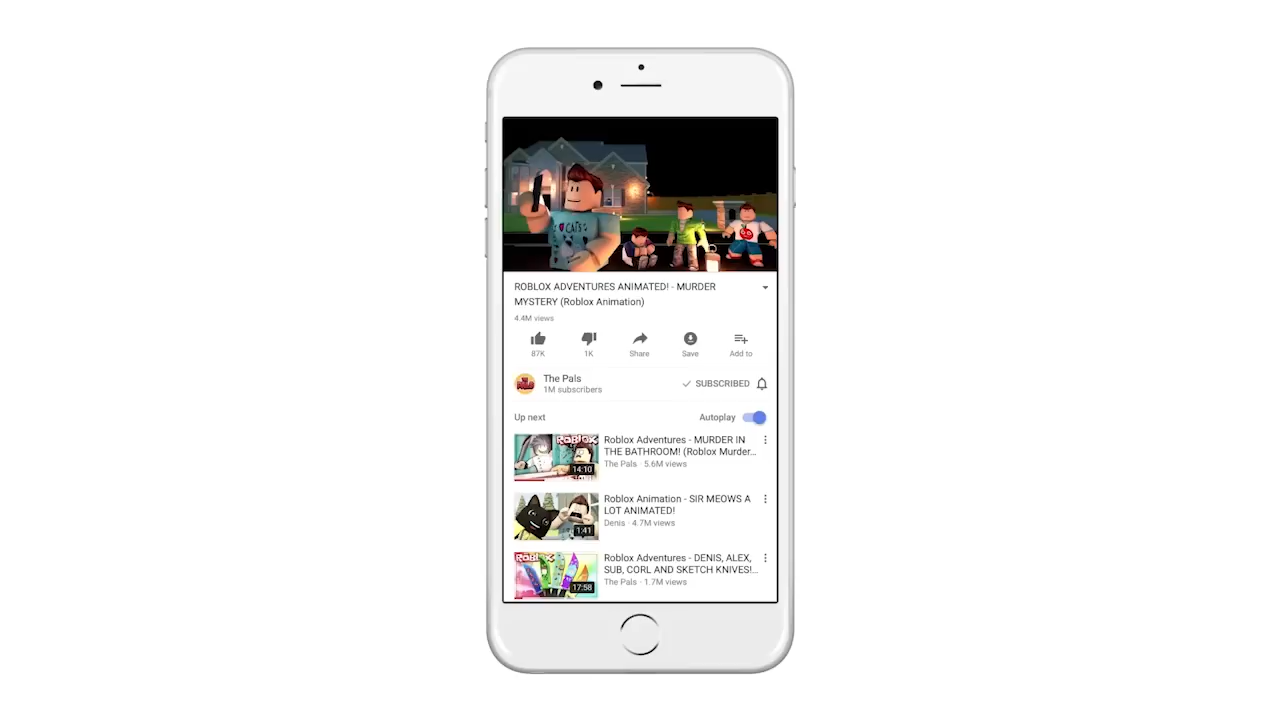 CATS
ROBLOX ADVENTURES ANIMATED! - MURDER
MYSTERY (Roblox Animation)
4.4M views
87K
1K
Share
Save
Add to
The Pals
1M subscribers
SUBSCRIBED
Up next
Autoplay
ROBLOX
14:10
Roblox Adventures - MURDER IN
THE BATHROOM! (Roblox Murder...
The Pals · 5.6M views
1:41
Roblox Animation - SIR MEOWS A
LOT ANIMATED!
Denis · 4.7M views
ROBLOX
17:58
Roblox Adventures - DENIS, ALEX,
SUB, CORL AND SKETCH KNIVES!...
The Pals · 1.7M views